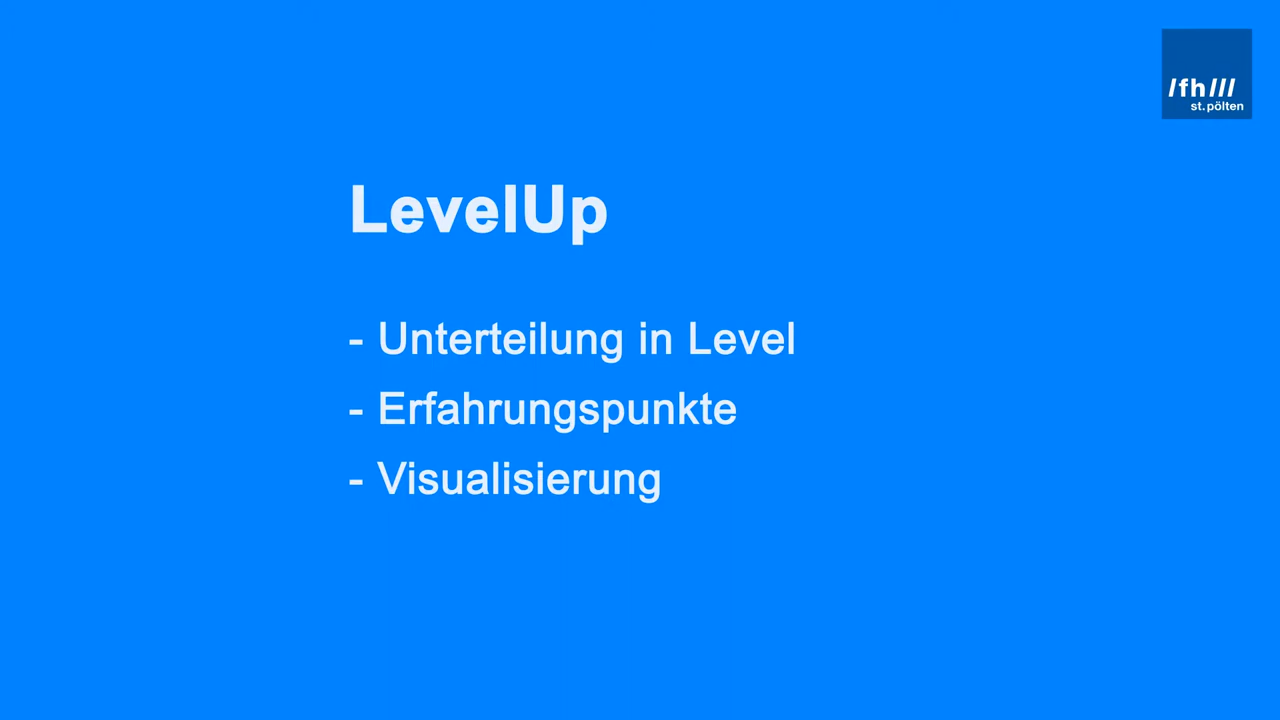 /fh///
st.pölten
LevelUp
- Unterteilung in Level
- Erfahrungspunkte
- Visualisierung